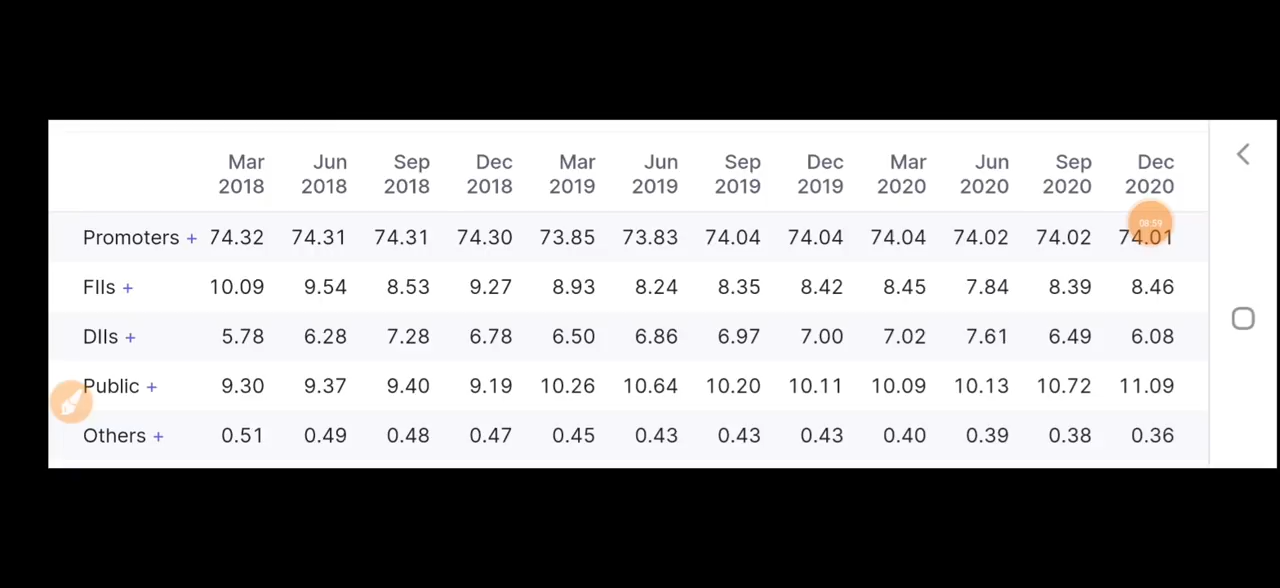 Mar Jun Sep Dec Mar Jun Sep Dec Mar Jun Sep Dec
2018 2018 2018 2018 2019 2019 2019 2019 2020 2020 2020 2020
08:59
Promoters + 74.32 74.31 74.31 74.30 73.85 73.83 74.04 74.04 74.04 74.02 74.02 74.01
FIIs + 10.09 9.54 8.53 9.27 8.93 8.24 8.35 8.42 8.45 7.84 8.39 8.46
DIIs + 5.78 6.28 7.28 6.78 6.50 6.86 6.97 7.00 7.02 7.61 6.49 6.08
Public + 9.30 9.37 9.40 9.19 10.26 10.64 10.20 10.11 10.09 10.13 10.72 11.09
Others + 0.51 0.49 0.48 0.47 0.45 0.43 0.43 0.43 0.40 0.39 0.38 0.36